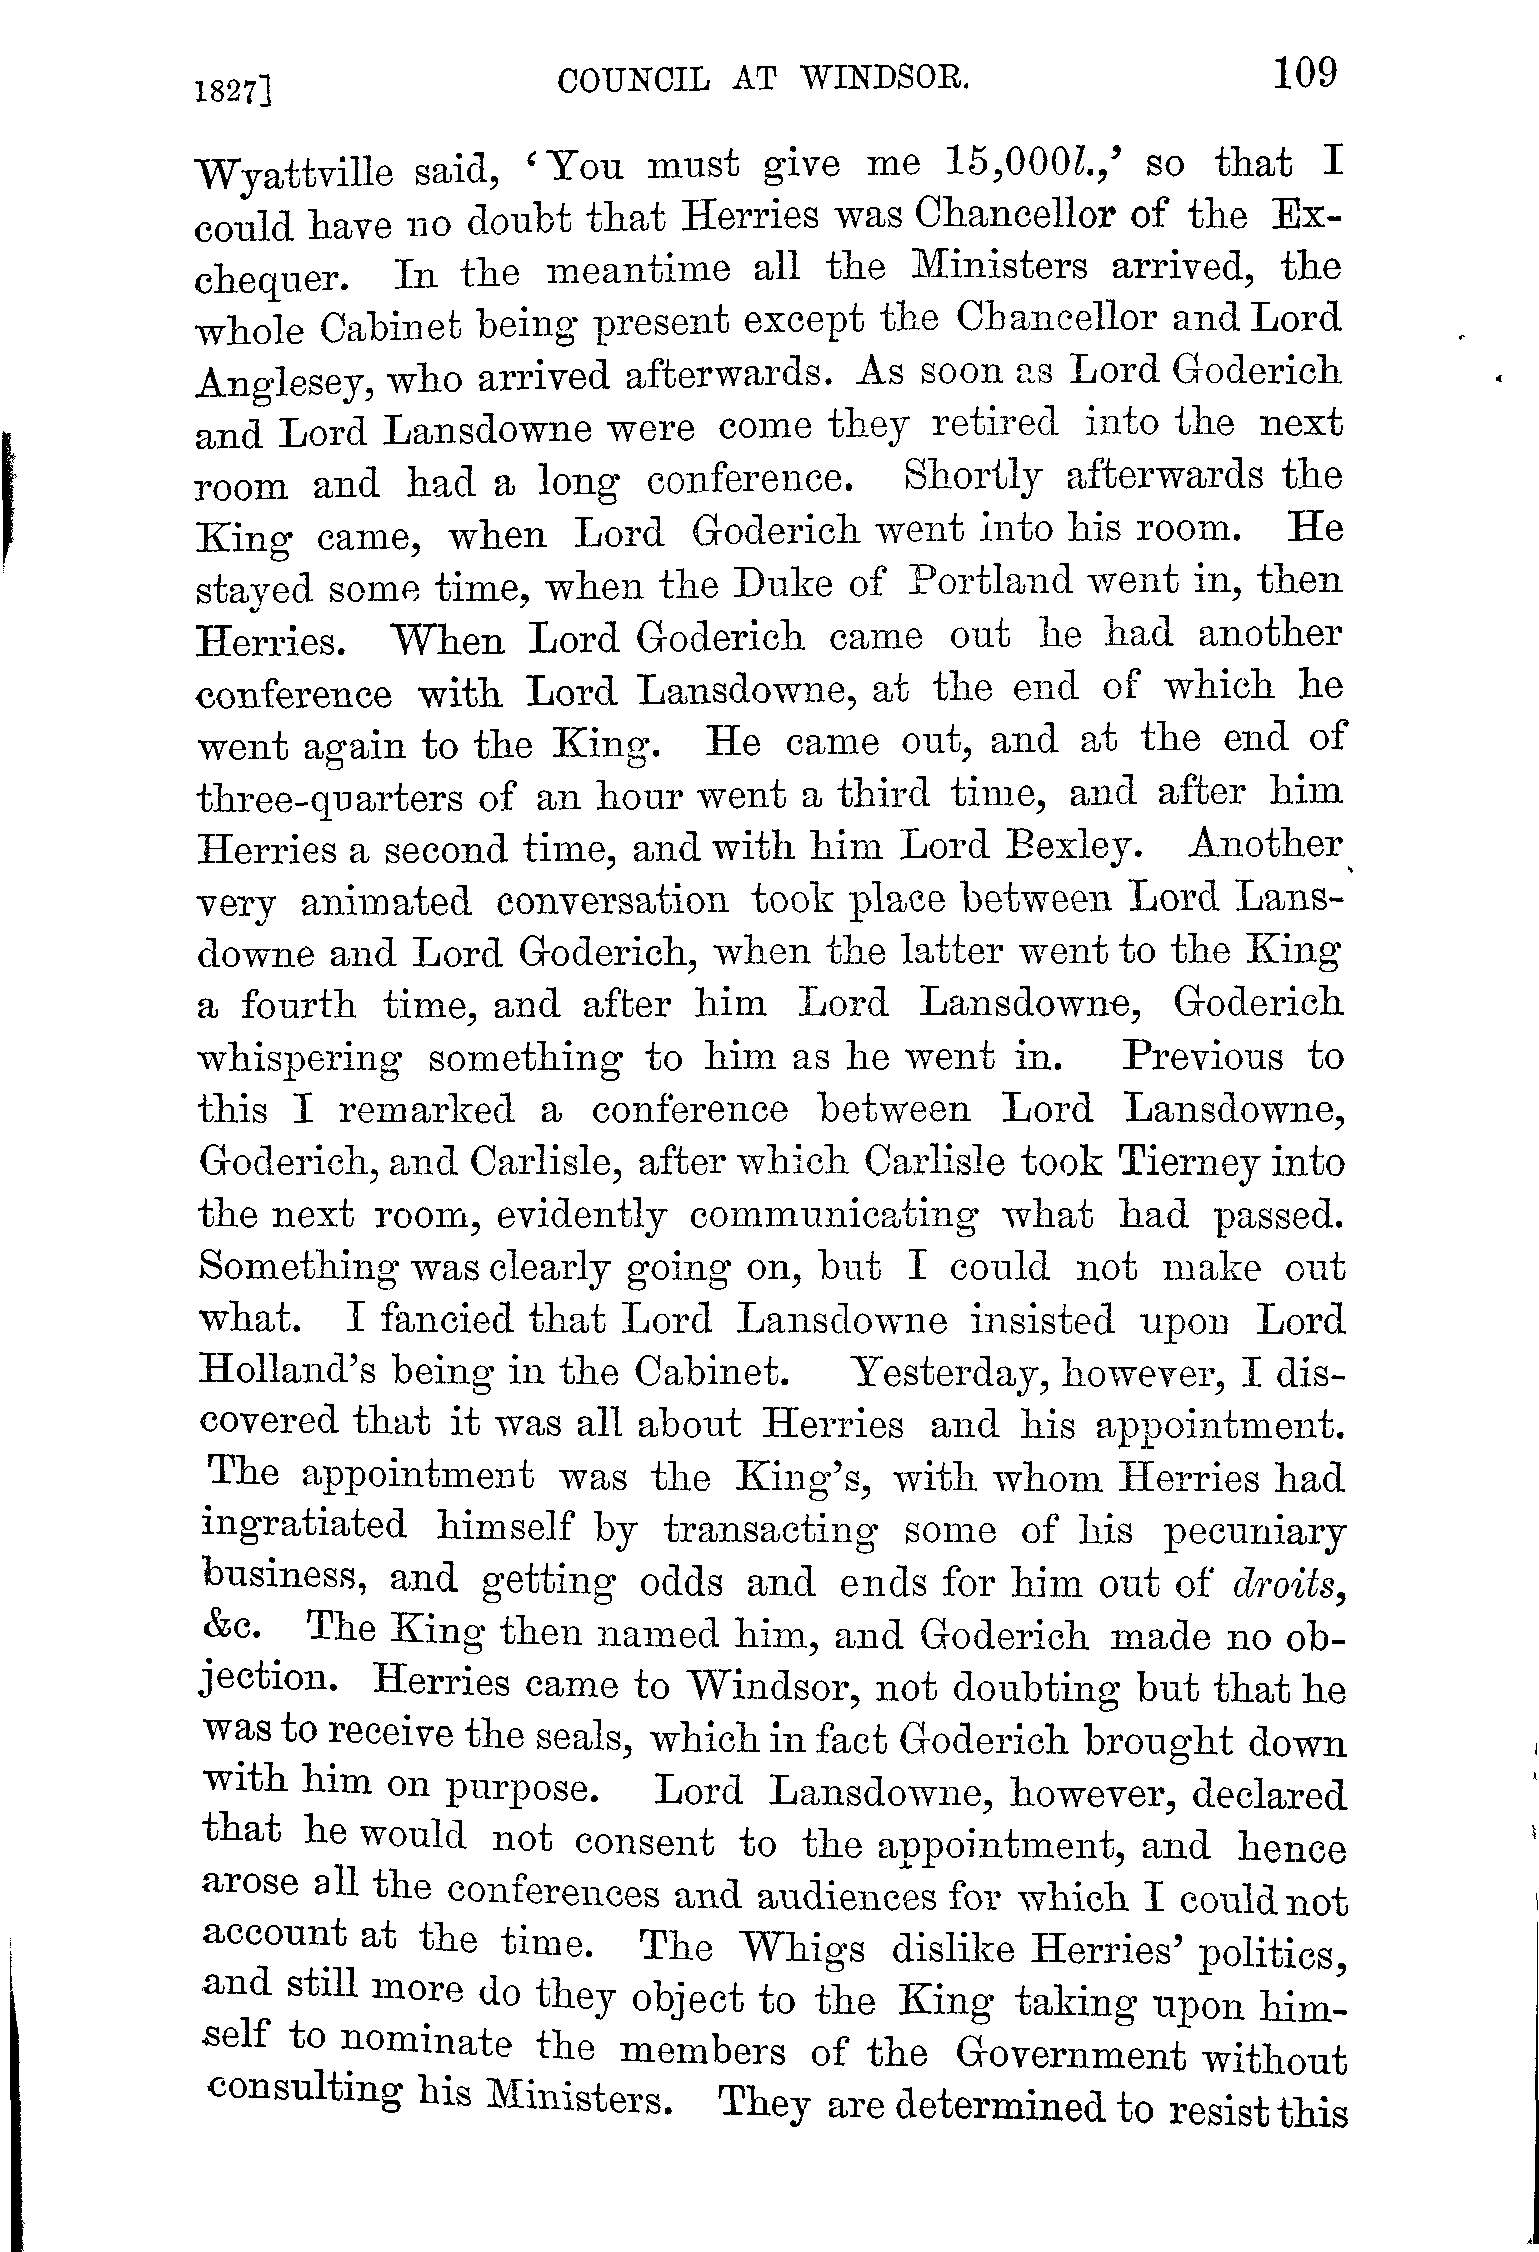 1827] COUNCIL AT WINDSOR. 109
Wyattville said, ‘You must give me 15,000l.,’ so that I
could have no doubt that Herries was Chancellor of the Ex-
chequer. In the meantime all the Ministers arrived, the
whole Cabinet being present except the Chancellor and Lord
Anglesey, who arrived afterwards. As soon as Lord Goderich
and Lord Lansdowne were come they retired into the next
room and had a long conference. Shortly afterwards the
King came, when Lord Goderich went into his room. He
stayed some time, when the Duke of Portland went in, then
Herries. When Lord Goderich came out he had another
conference with Lord Lansdowne, at the end of which he
went again to the King. He came out, and at the end of
three-quarters of an hour went a third time, and after him
Herries a second time, and with him Lord Bexley. Another
very animated conversation took place between Lord Lans-
downe and Lord Goderich, when the latter went to the King
a fourth time, and after him Lord Lansdowne, Goderich
whispering something to him as he went in. Previous to
this I remarked a conference between Lord Lansdowne,
Goderich, and Carlisle, after which Carlisle took Tierney into
the next room, evidently communicating what had passed.
Something was clearly going on, but I could not make out
what. I fancied that Lord Lansdowne insisted upon Lord
Holland’s being in the Cabinet. Yesterday, however, I dis-
covered that it was all about Herries and his appointment.
The appointment was the King’s, with whom Herries had
ingratiated himself by transacting some of his pecuniary
business, and getting odds and ends for him out of droits,
&c. The King then named him, and Goderich made no ob-
jection. Herries came to Windsor, not doubting but that he
was to receive the seals, which in fact Goderich brought down
with him on purpose. Lord Lansdowne, however, declared
that he would not consent to the appointment, and hence
arose all the conferences and audiences for which I could not
account at the time. The Whigs dislike Herries’ politics,
and still more do they object to the King taking upon him-
self to nominate the members of the Government without
consulting his Ministers. They are determined to resist this